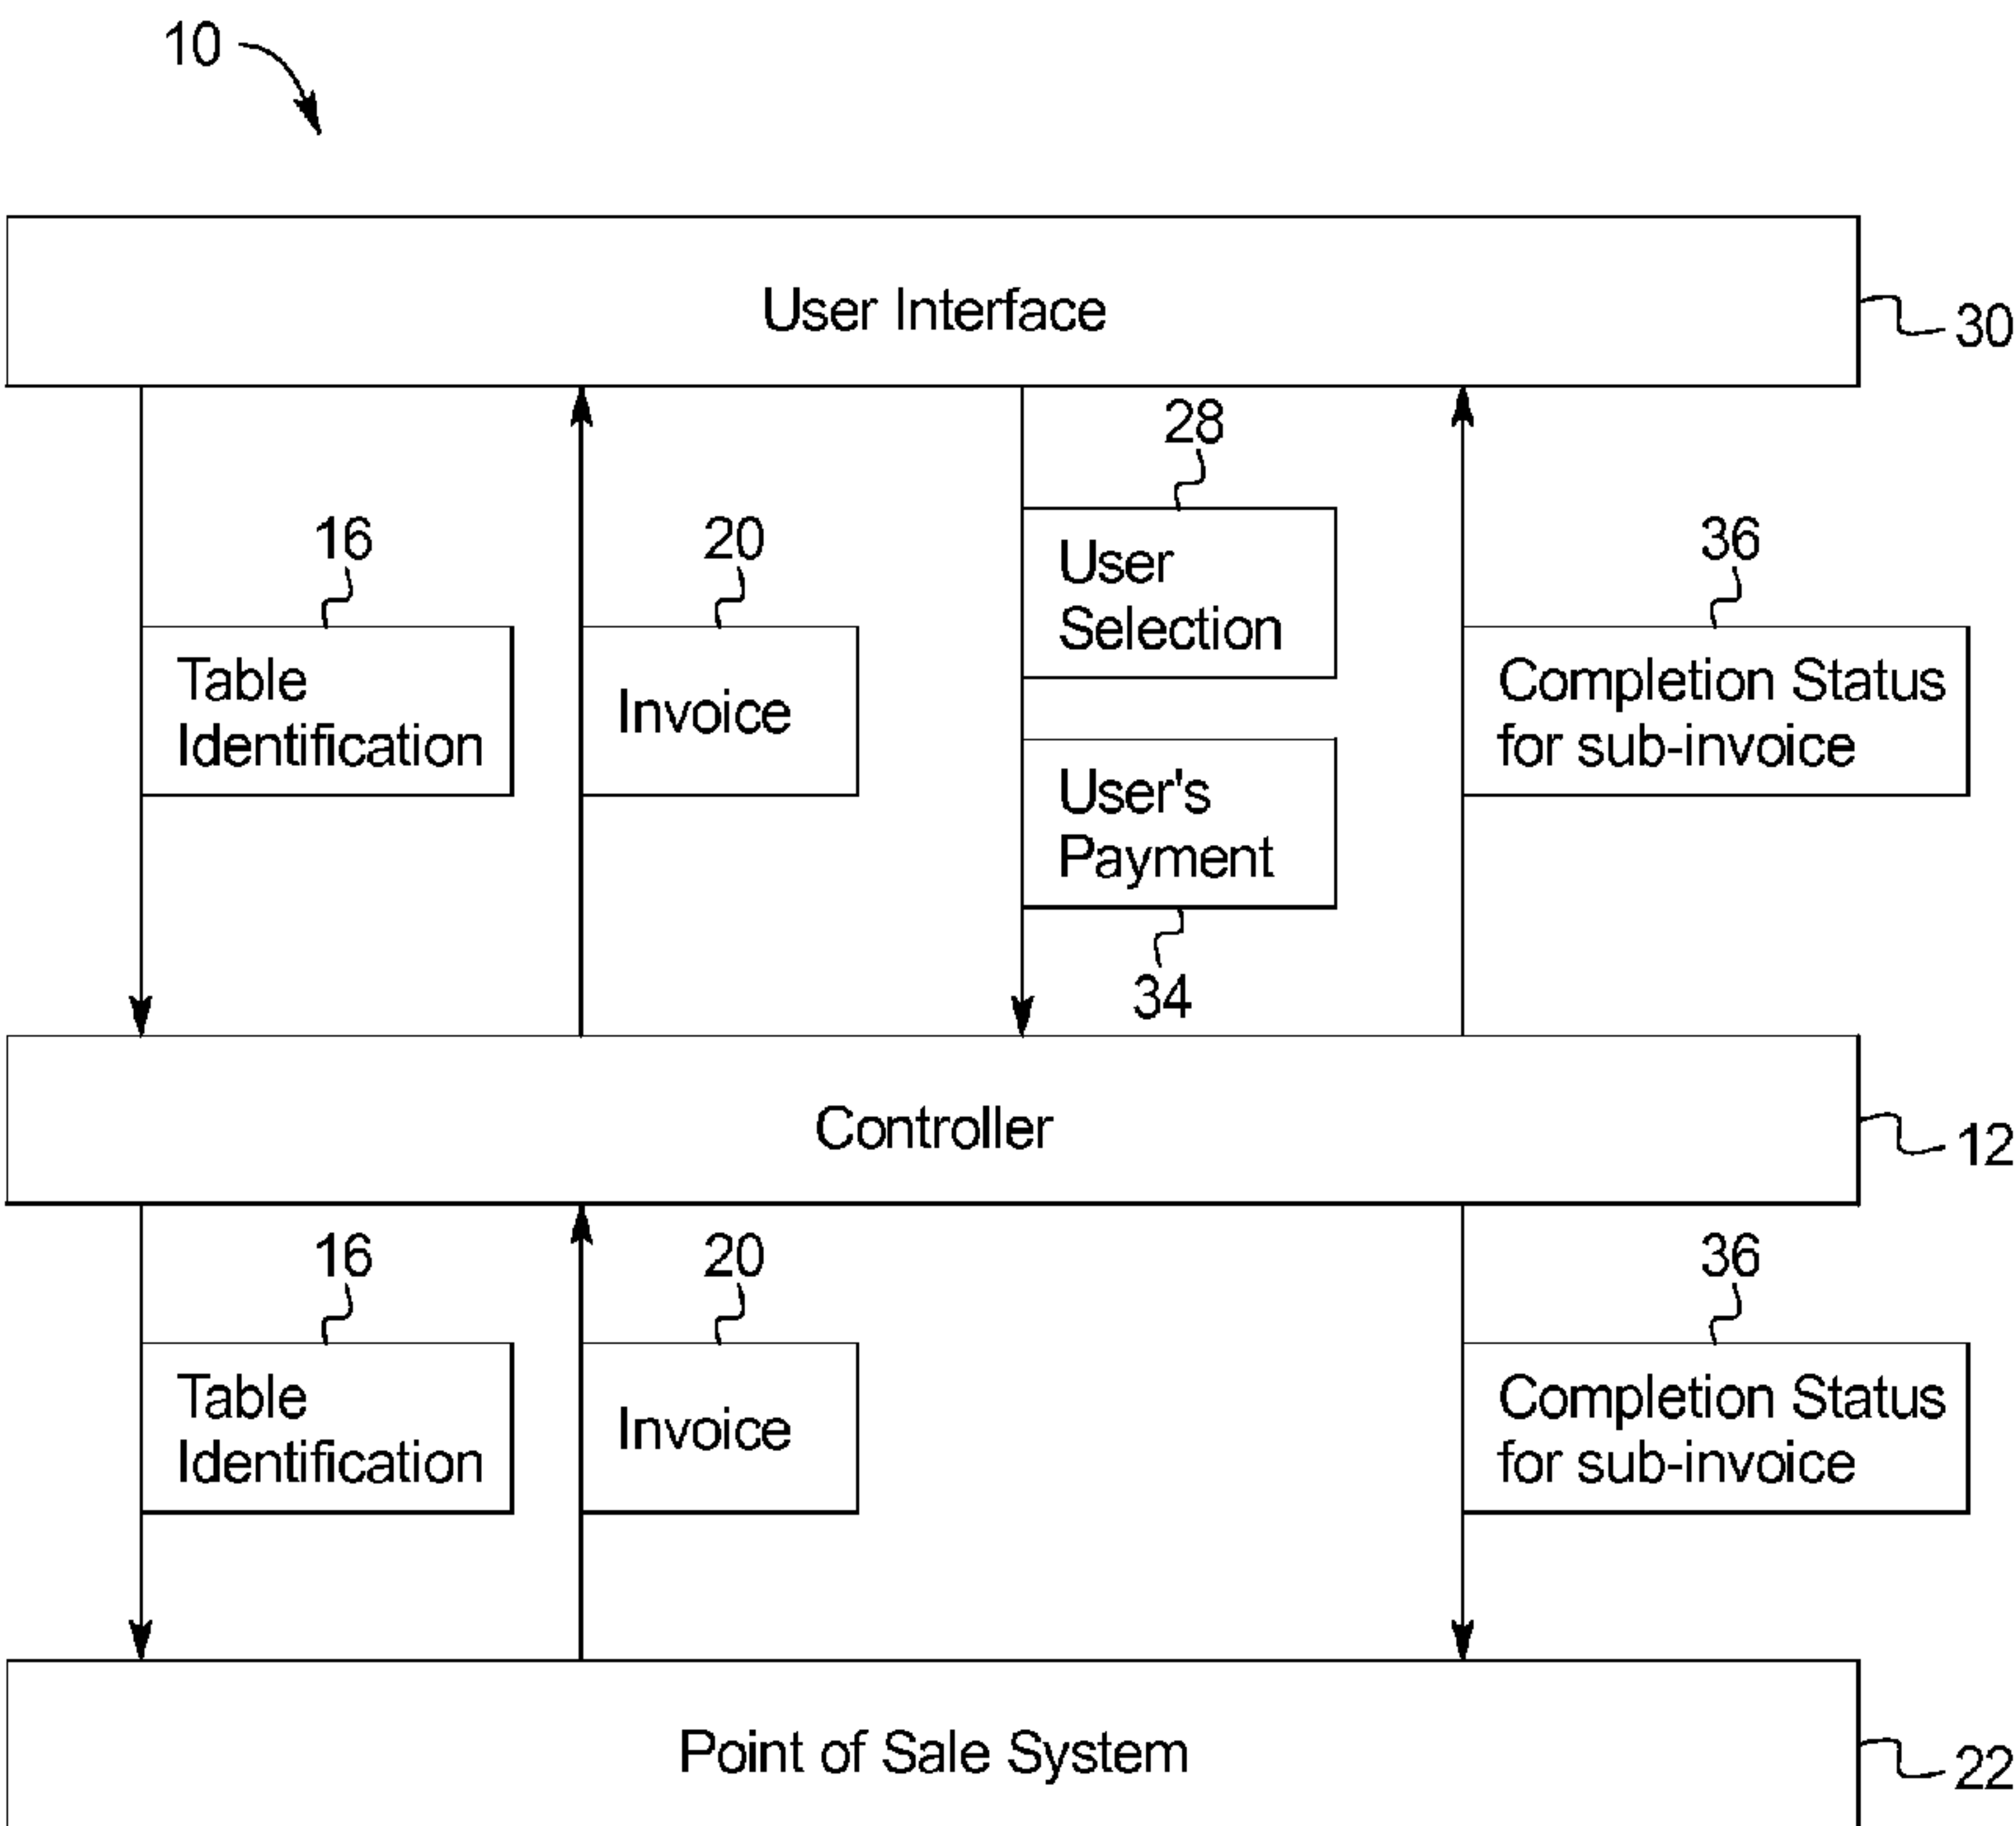 10
User Interface
30
28
16
20
36
User
Selection
Table
Identification
Invoice
Completion Status
for sub-invoice
User's
Payment
34
Controller
12
16
20
36
Table
Identification
Invoice
Completion Status
for sub-invoice
Point of Sale System
22